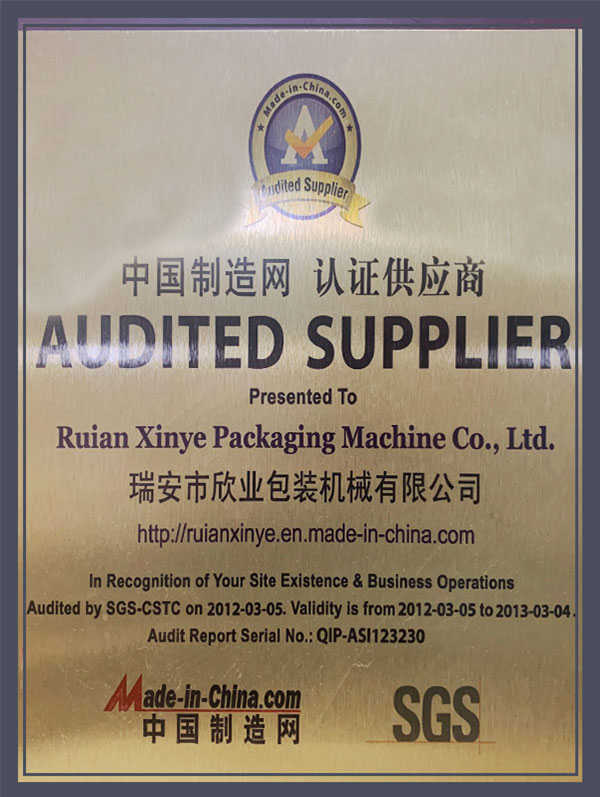 Made-in-China.com
A
Audited Supplier
中国制造网 认证供应商
AUDITED SUPPLIER
Presented To
Ruian Xinye Packaging Machine Co., Ltd.
瑞安市欣业包装机械有限公司
http://ruianxinye.en.made-in-china.com
In Recognition of Your Site Existence & Business Operations
Audited by SGS-CSTC on 2012-03-05. Validity is from 2012-03-05 to 2013-03-04.
Audit Report Serial No.: QIP-ASI123230
Made-in-China.com
中国制造网
SGS